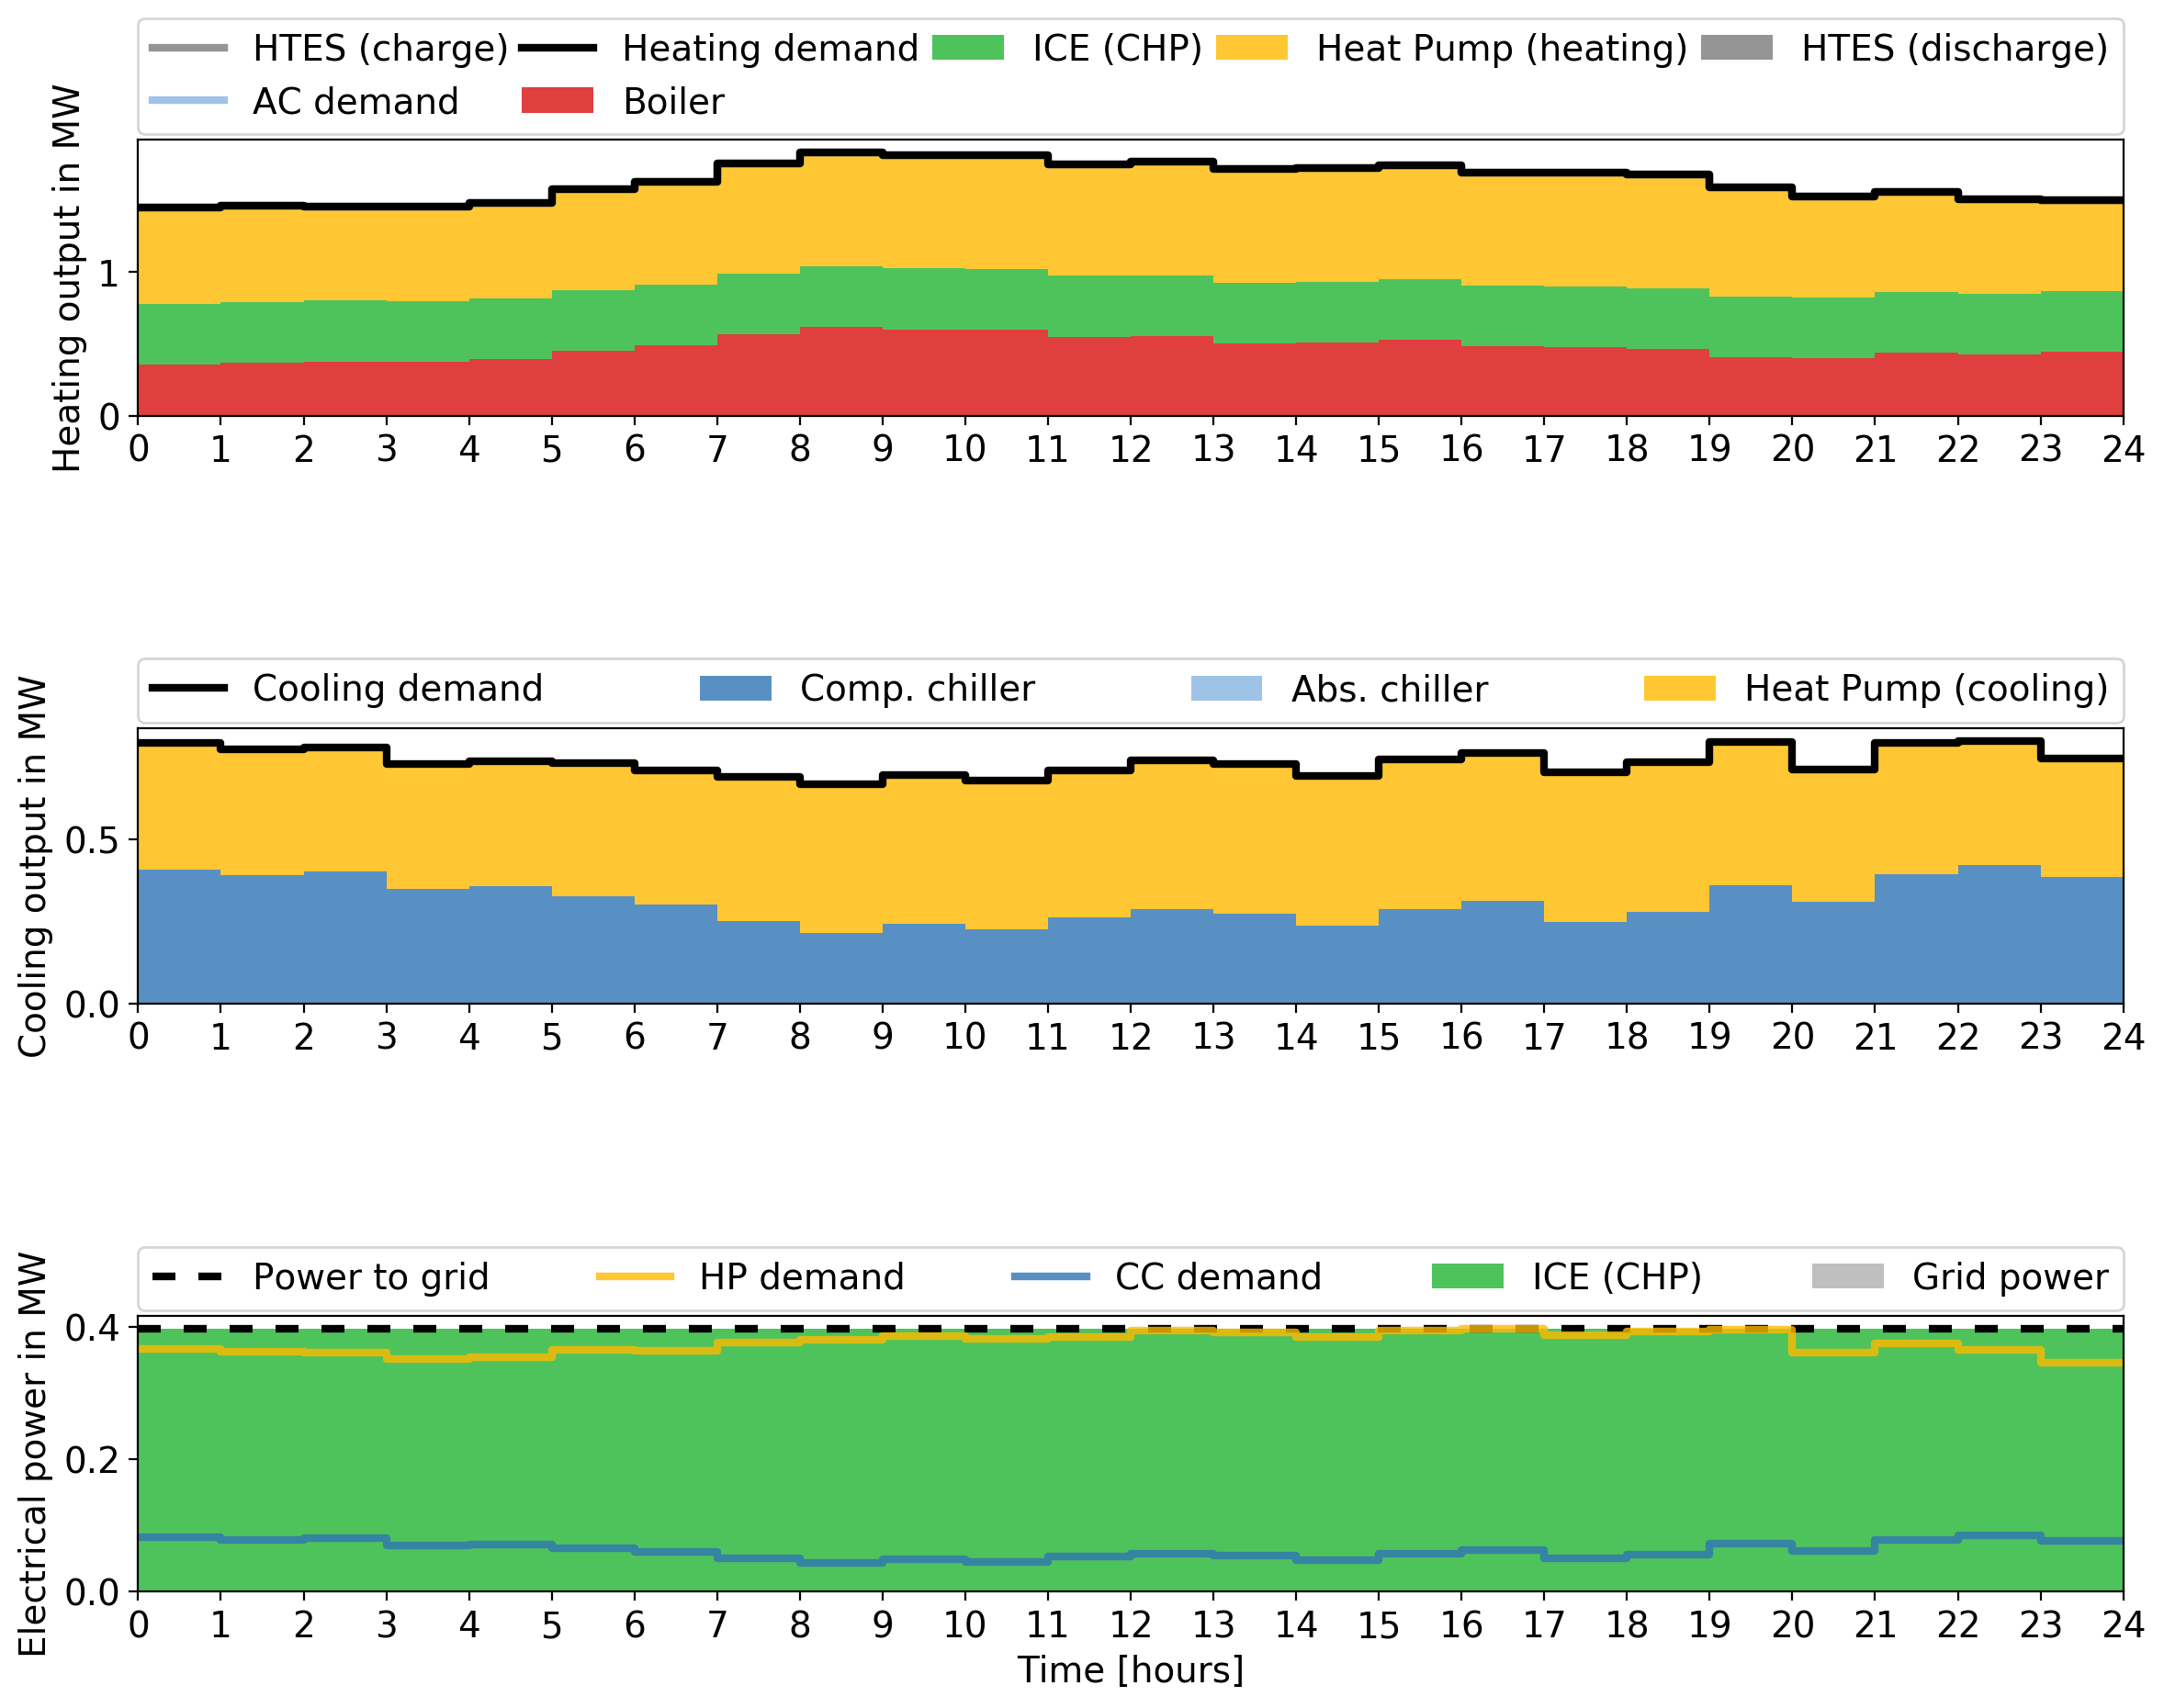 HTES (charge) Heating demand ICE (CHP) Heat Pump (heating) HTES (discharge)
AC demand Boiler
Heating output in MW
1
0
0 1 2 3 4 5 6 7 8 9 10 11 12 13 14 15 16 17 18 19 20 21 22 23 24
Cooling demand Comp. chiller Abs. chiller Heat Pump (cooling)
Cooling output in MW
0.5
0.0
0 1 2 3 4 5 6 7 8 9 10 11 12 13 14 15 16 17 18 19 20 21 22 23 24
Power to grid HP demand CC demand ICE (CHP) Grid power
Electrical power in MW
0.4
0.2
0.0
0 1 2 3 4 5 6 7 8 9 10 11 12 13 14 15 16 17 18 19 20 21 22 23 24
Time [hours]